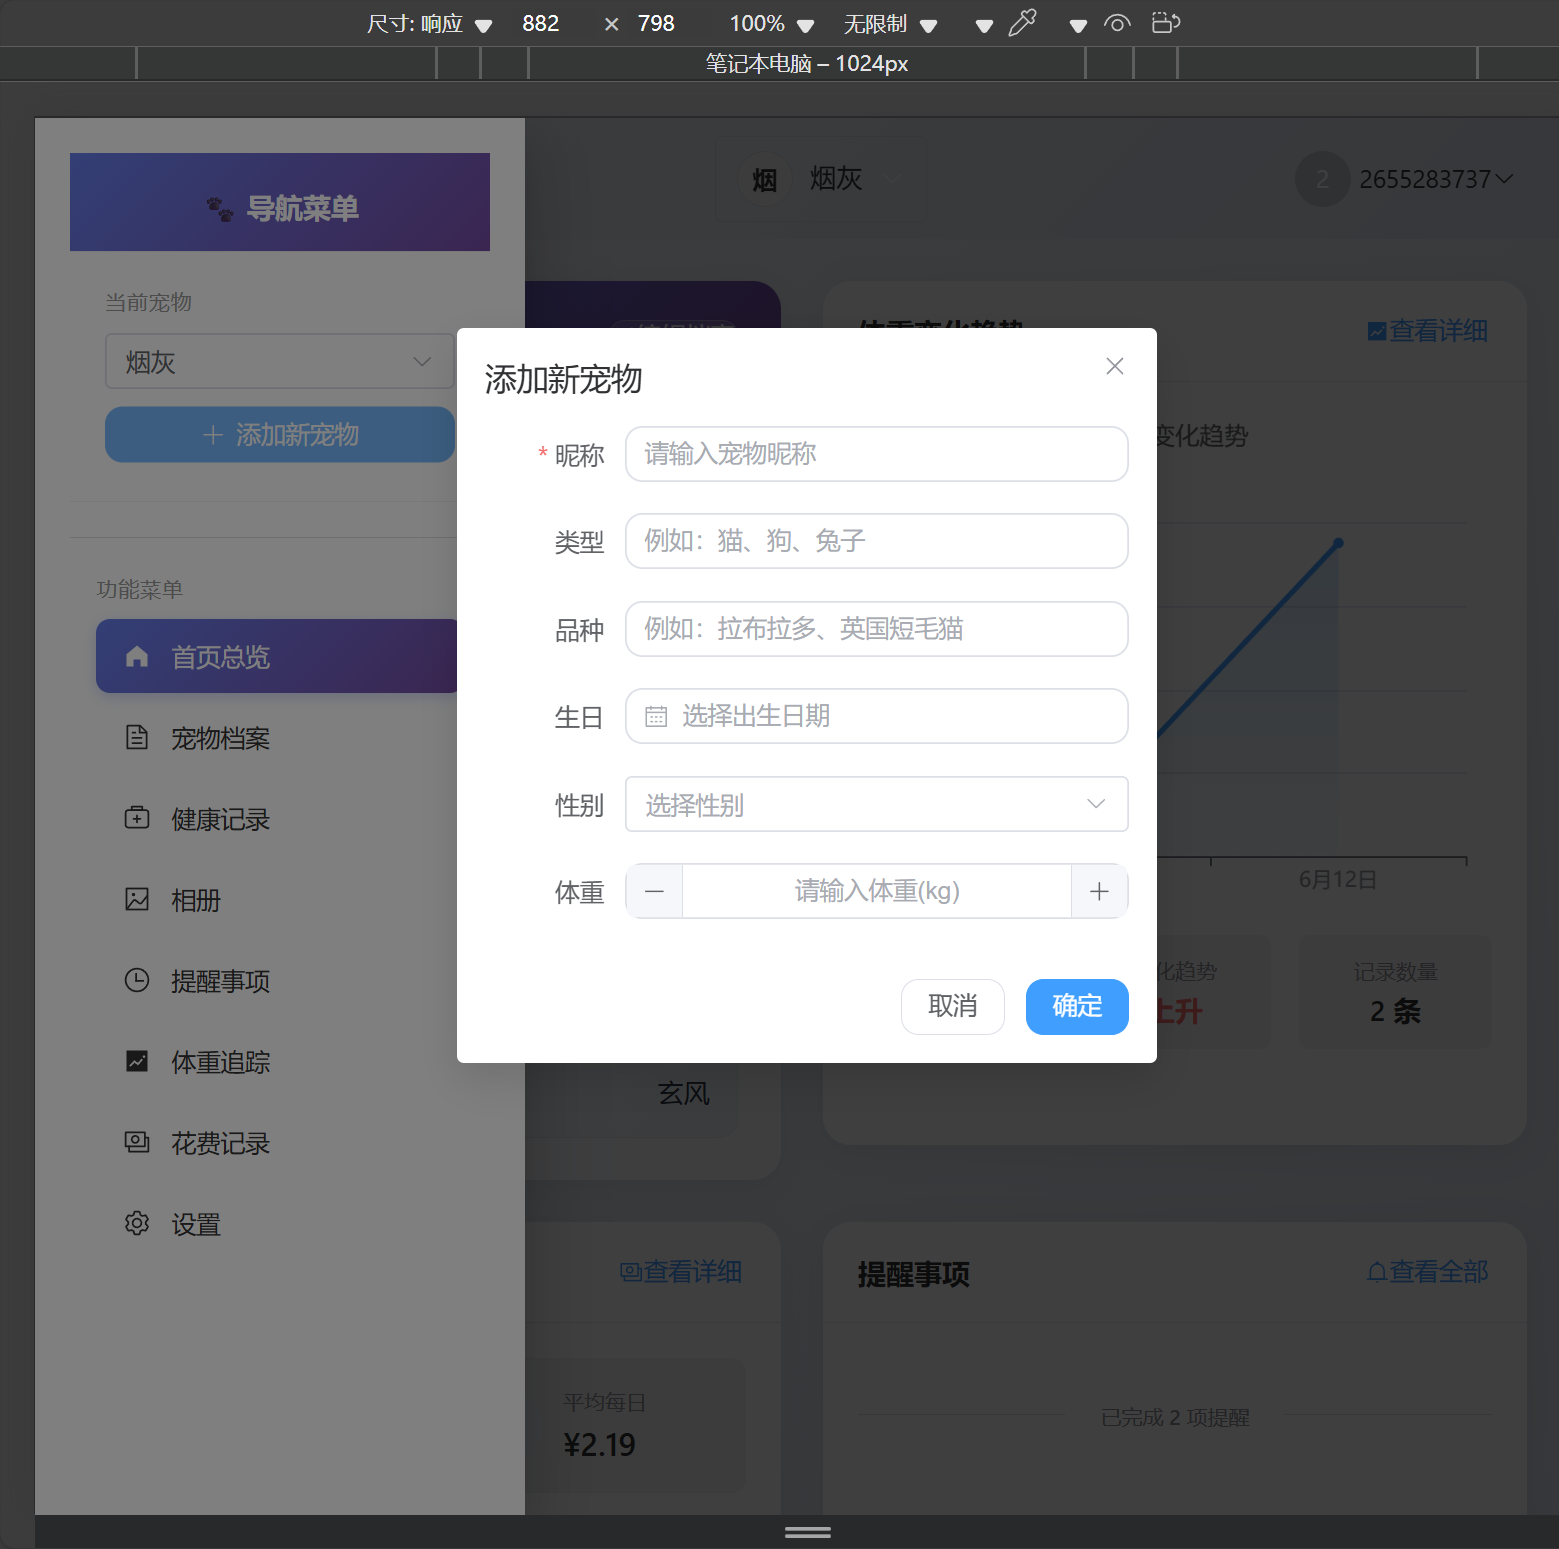 尺寸: 响应 882 × 798 100% 无限制
笔记本电脑 – 1024px
导航菜单
当前宠物
烟灰
添加新宠物
功能菜单
首页总览
宠物档案
健康记录
相册
提醒事项
体重追踪
花费记录
设置
烟 烟灰
2 2655283737
体重变化趋势
查看详细
变化趋势
6月12日
化趋势
上升
记录数量
2 条
玄风
查看详细
平均每日
¥2.19
提醒事项
查看全部
已完成 2 项提醒
添加新宠物
* 昵称 请输入宠物昵称
类型 例如：猫、狗、兔子
品种 例如：拉布拉多、英国短毛猫
生日 选择出生日期
性别 选择性别
体重 请输入体重(kg)
取消
确定